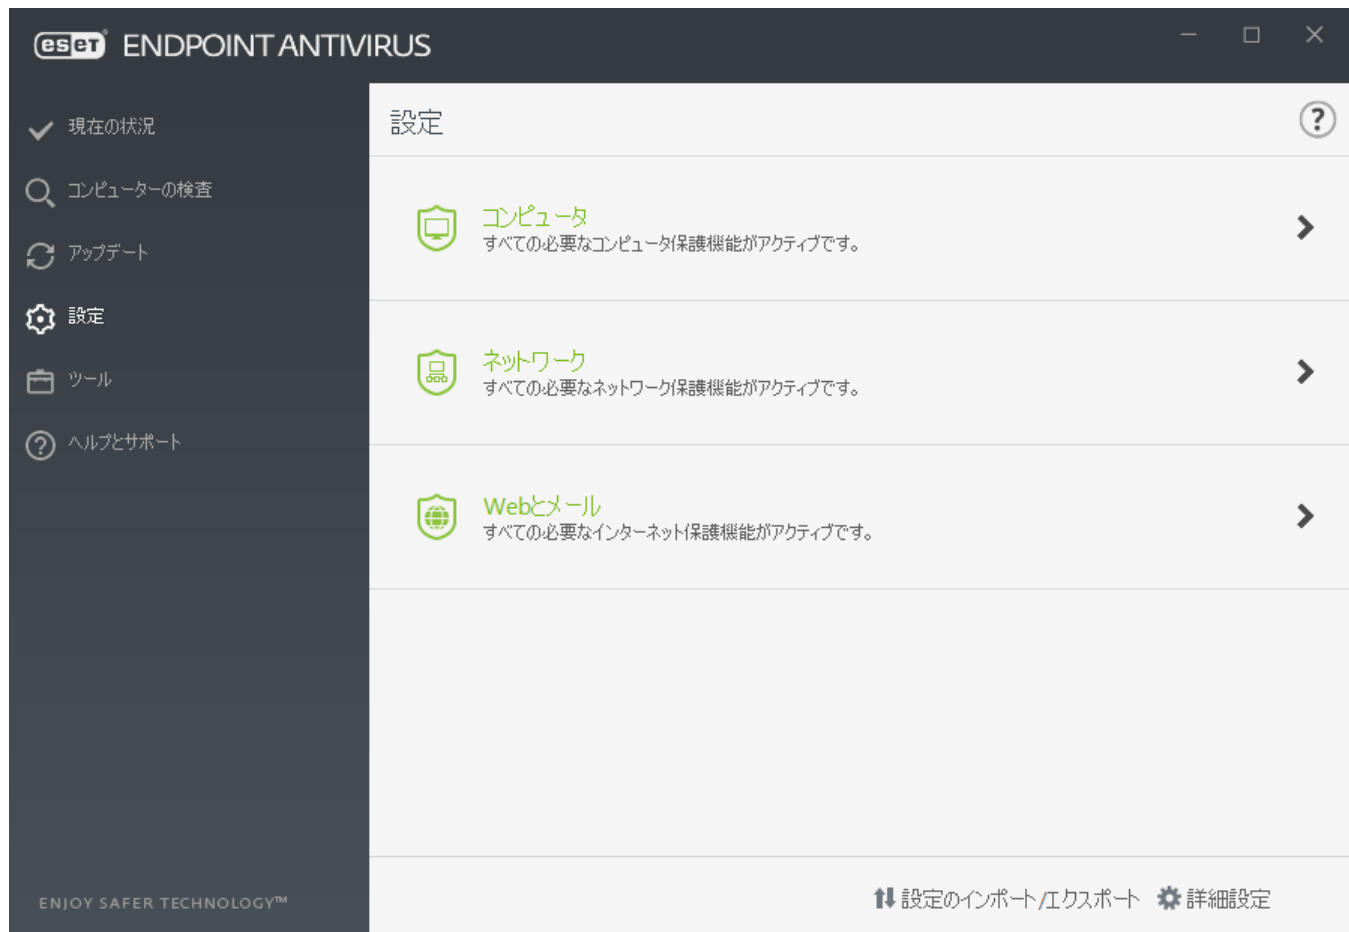 eset ENDPOINT ANTIVIRUS
現在の状況
コンピューターの検査
アップデート
設定
ツール
ヘルプとサポート
ENJOY SAFER TECHNOLOGY™
設定
?
コンピュータ
すべての必要なコンピュータ保護機能がアクティブです。
ネットワーク
すべての必要なネットワーク保護機能がアクティブです。
Webとメール
すべての必要なインターネット保護機能がアクティブです。
設定のインポート/エクスポート 詳細設定